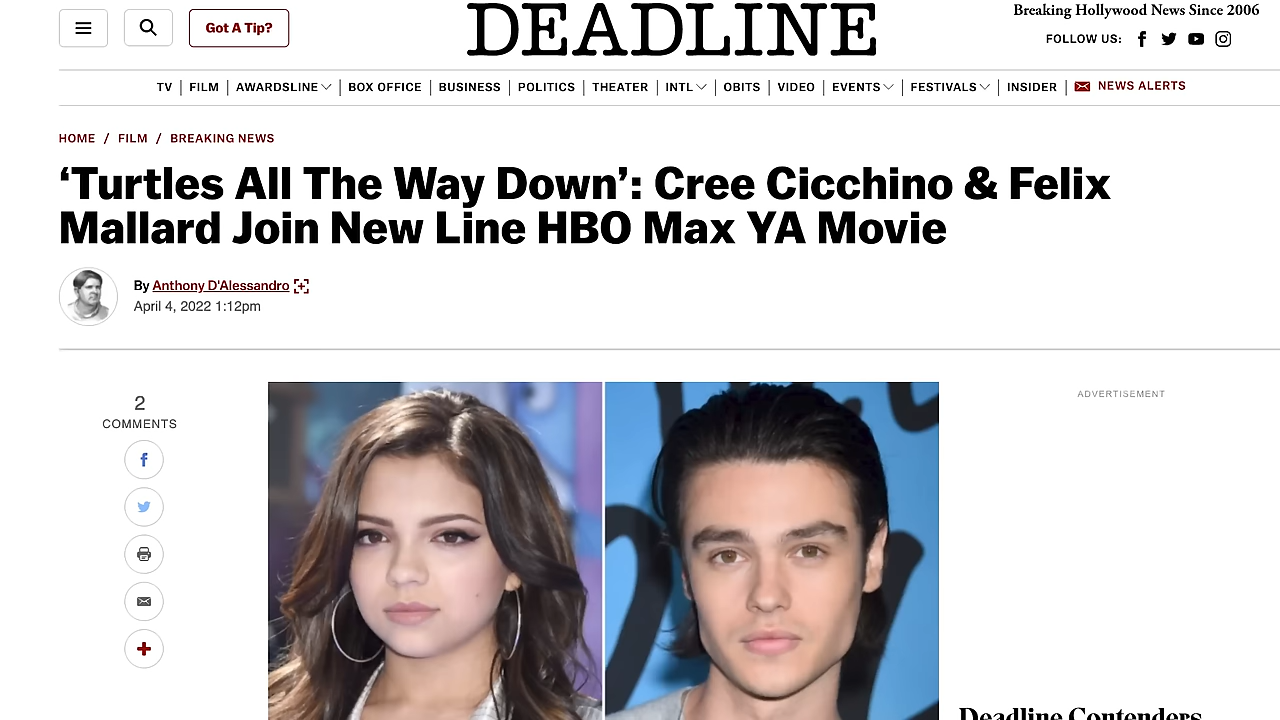 Got A Tip?
DEADLINE
Breaking Hollywood News Since 2006
FOLLOW US:
TV | FILM | AWARDSLINE | BOX OFFICE | BUSINESS | POLITICS | THEATER | INTL | OBITS | VIDEO | EVENTS | FESTIVALS | INSIDER | NEWS ALERTS
HOME / FILM / BREAKING NEWS
‘Turtles All The Way Down’: Cree Cicchino & Felix
Mallard Join New Line HBO Max YA Movie
By Anthony D'Alessandro
April 4, 2022 1:12pm
2
COMMENTS
ADVERTISEMENT
Deadline Contenders